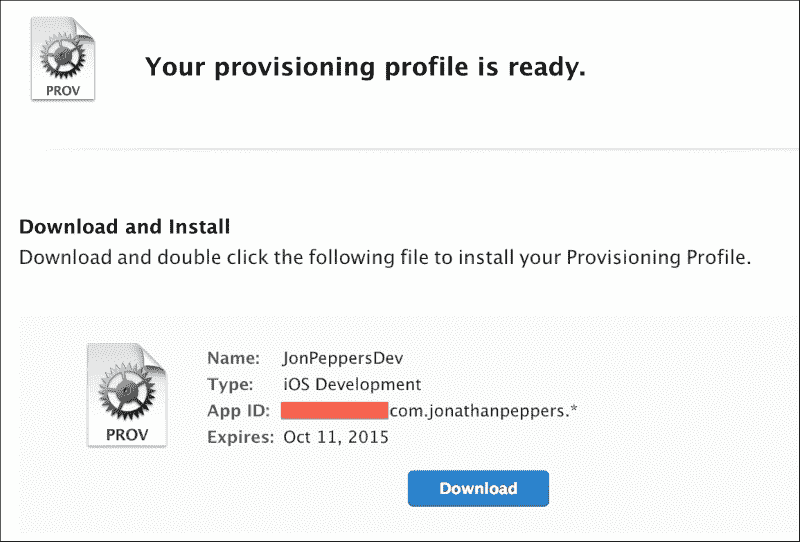 PROV
Your provisioning profile is ready.
Download and Install
Download and double click the following file to install your Provisioning Profile.
PROV
Name: JonPeppersDev
Type: iOS Development
App ID: com.jonathanpeppers.*
Expires: Oct 11, 2015
Download